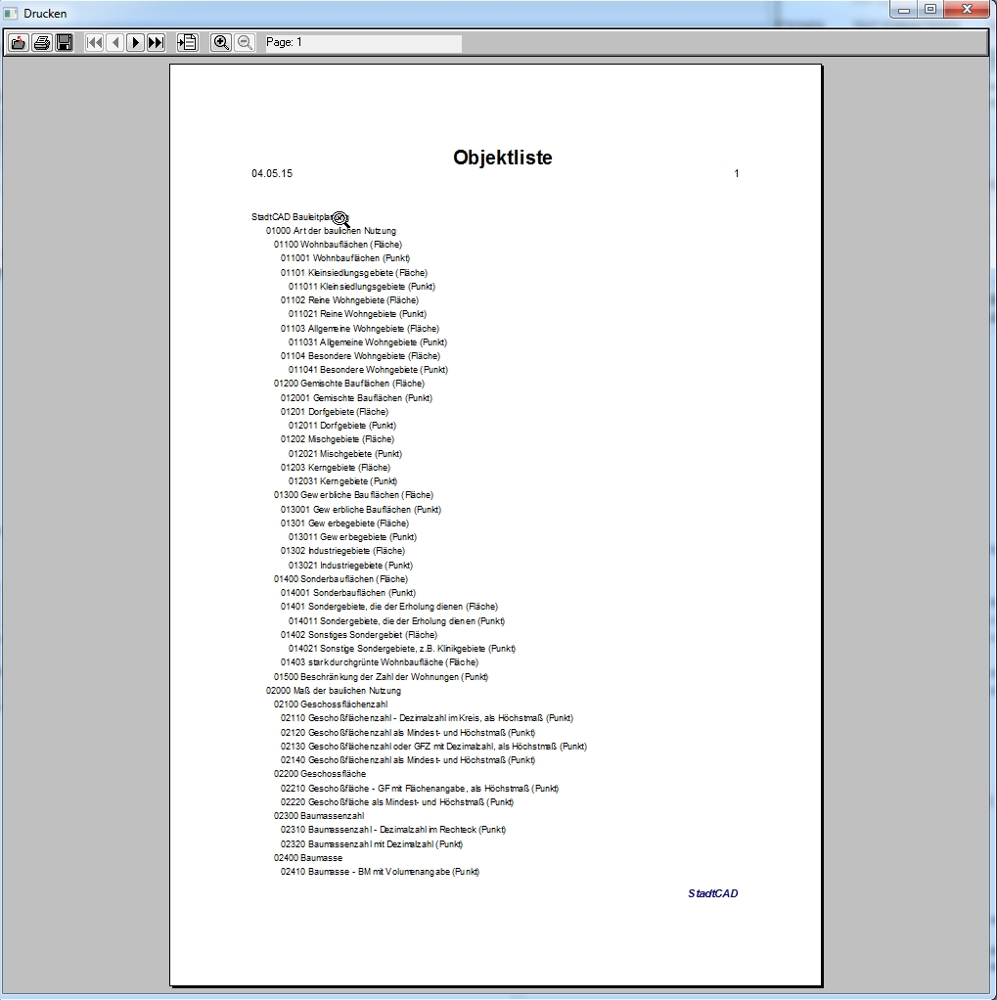 Drucken
Page: 1
Objektliste
04.05.15 1
StadtCAD Bauleitplanung
01000 Art der baulichen Nutzung
01100 Wohnbauflächen (Fläche)
011001 Wohnbauflächen (Punkt)
01101 Kleinsiedlungsgebiete (Fläche)
011011 Kleinsiedlungsgebiete (Punkt)
01102 Reine Wohngebiete (Fläche)
011021 Reine Wohngebiete (Punkt)
01103 Allgemeine Wohngebiete (Fläche)
011031 Allgemeine Wohngebiete (Punkt)
01104 Besondere Wohngebiete (Fläche)
011041 Besondere Wohngebiete (Punkt)
01200 Gemischte Bauflächen (Fläche)
012001 Gemischte Bauflächen (Punkt)
01201 Dorfgebiete (Fläche)
012011 Dorfgebiete (Punkt)
01202 Mischgebiete (Fläche)
012021 Mischgebiete (Punkt)
01203 Kerngebiete (Fläche)
012031 Kerngebiete (Punkt)
01300 Gewerbliche Bauflächen (Fläche)
013001 Gewerbliche Bauflächen (Punkt)
01301 Gewerbegebiete (Fläche)
013011 Gewerbegebiete (Punkt)
01302 Industriegebiete (Fläche)
013021 Industriegebiete (Punkt)
01400 Sonderbauflächen (Fläche)
014001 Sonderbauflächen (Punkt)
01401 Sondergebiete, die der Erholung dienen (Fläche)
014011 Sondergebiete, die der Erholung dienen (Punkt)
01402 Sonstiges Sondergebiet (Fläche)
014021 Sonstige Sondergebiete, z.B. Klinikgebiete (Punkt)
01403 stark durchgrünte Wohnbaufläche (Fläche)
01500 Beschränkung der Zahl der Wohnungen (Punkt)
02000 Maß der baulichen Nutzung
02100 Geschossflächenzahl
02110 Geschoßflächenzahl - Dezimalzahl im Kreis, als Höchstmaß (Punkt)
02120 Geschoßflächenzahl als Mindest- und Höchstmaß (Punkt)
02130 Geschoßflächenzahl oder GFZ mit Dezimalzahl, als Höchstmaß (Punkt)
02140 Geschoßflächenzahl als Mindest- und Höchstmaß (Punkt)
02200 Geschossfläche
02210 Geschoßfläche - GF mit Flächenangabe, als Höchstmaß (Punkt)
02220 Geschoßfläche als Mindest- und Höchstmaß (Punkt)
02300 Baumassenzahl
02310 Baumassenzahl - Dezimalzahl im Rechteck (Punkt)
02320 Baumassenzahl mit Dezimalzahl (Punkt)
02400 Baumasse
02410 Baumasse - BM mit Volumenangabe (Punkt)
StadtCAD